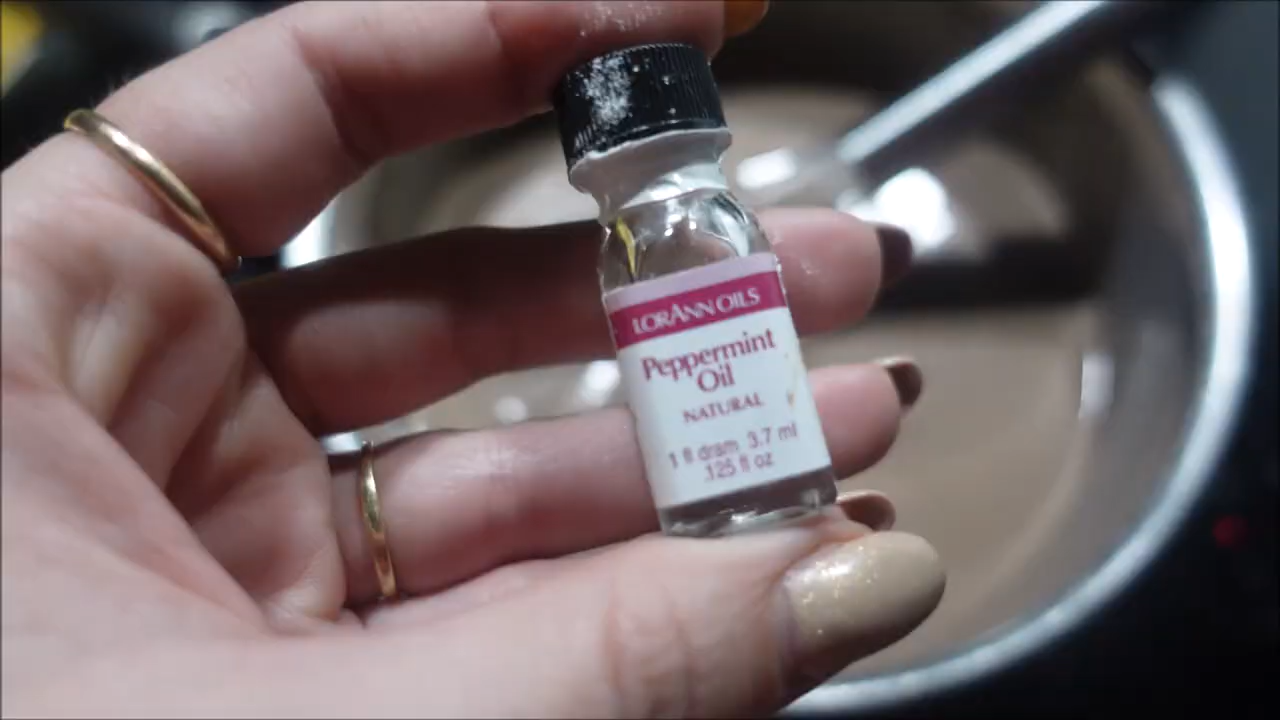 LORANN OILS
Peppermint
Oil
NATURAL
1 fl dram 3.7 ml
.125 fl oz